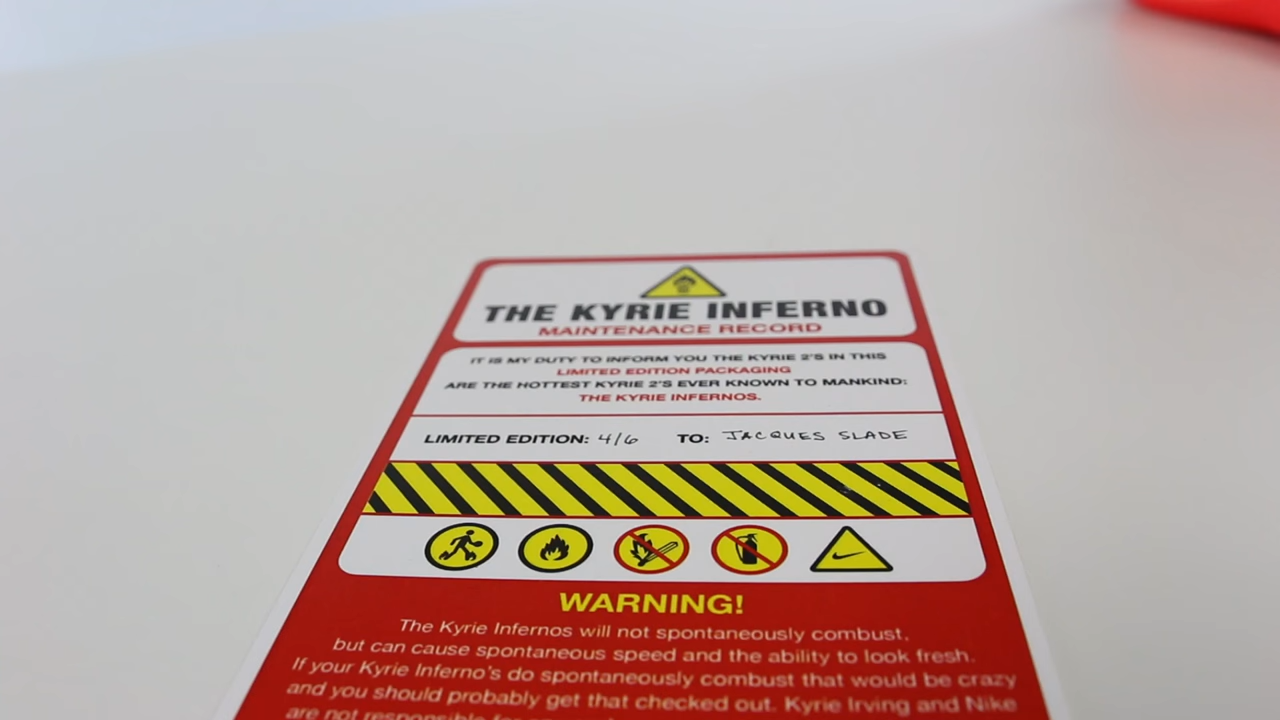 THE KYRIE INFERNO
MAINTENANCE RECORD
IT IS MY DUTY TO INFORM YOU THE KYRIE 2'S IN THIS
LIMITED EDITION PACKAGING
ARE THE HOTTEST KYRIE 2'S EVER KNOWN TO MANKIND:
THE KYRIE INFERNOS.
LIMITED EDITION: 4/6 TO: JACQUES SLADE
WARNING!
The Kyrie Infernos will not spontaneously combust,
but can cause spontaneous speed and the ability to look fresh.
If your Kyrie Inferno's do spontaneously combust that would be crazy
and you should probably get that checked out. Kyrie Irving and Nike
are not responsible for